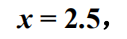 x = 2.5,